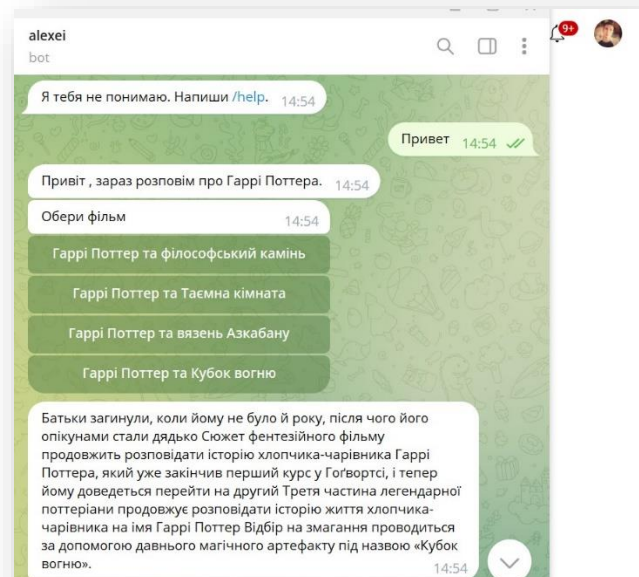 alexei
bot
9+
Я тебя не понимаю. Напиши /help. 14:54
Привет 14:54
Привіт , зараз розповім про Гаррі Поттера. 14:54
Обери фільм 14:54
Гаррі Поттер та філософський камінь
Гаррі Поттер та Таємна кімната
Гаррі Поттер та вязень Азкабану
Гаррі Поттер та Кубок вогню
Батьки загинули, коли йому не було й року, після чого його
опікунами стали дядько Сюжет фентезійного фільму
продовжить розповідати історію хлопчика-чарівника Гаррі
Поттера, який уже закінчив перший курс у Гоґвортсі, і тепер
йому доведеться перейти на другий Третя частина легендарної
поттеріани продовжує розповідати історію життя хлопчика-
чарівника на імя Гаррі Поттер Відбір на змагання проводиться
за допомогою давнього магічного артефакту під назвою «Кубок
вогню». 14:54